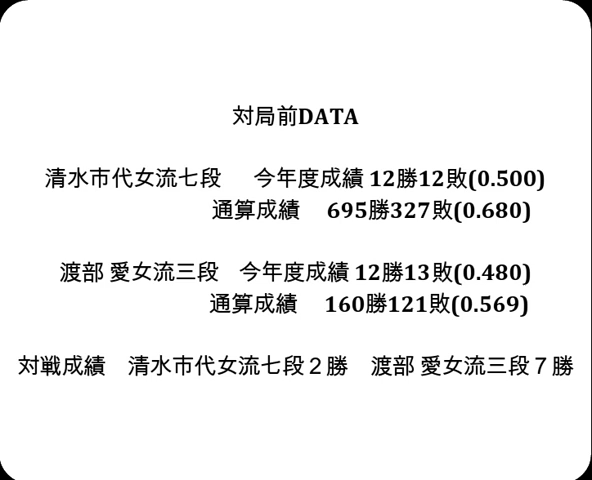 対局前DATA
清水市代女流七段 今年度成績 12勝12敗(0.500)
通算成績 695勝327敗(0.680)
渡部 愛女流三段 今年度成績 12勝13敗(0.480)
通算成績 160勝121敗(0.569)
対戦成績 清水市代女流七段２勝 渡部 愛女流三段７勝